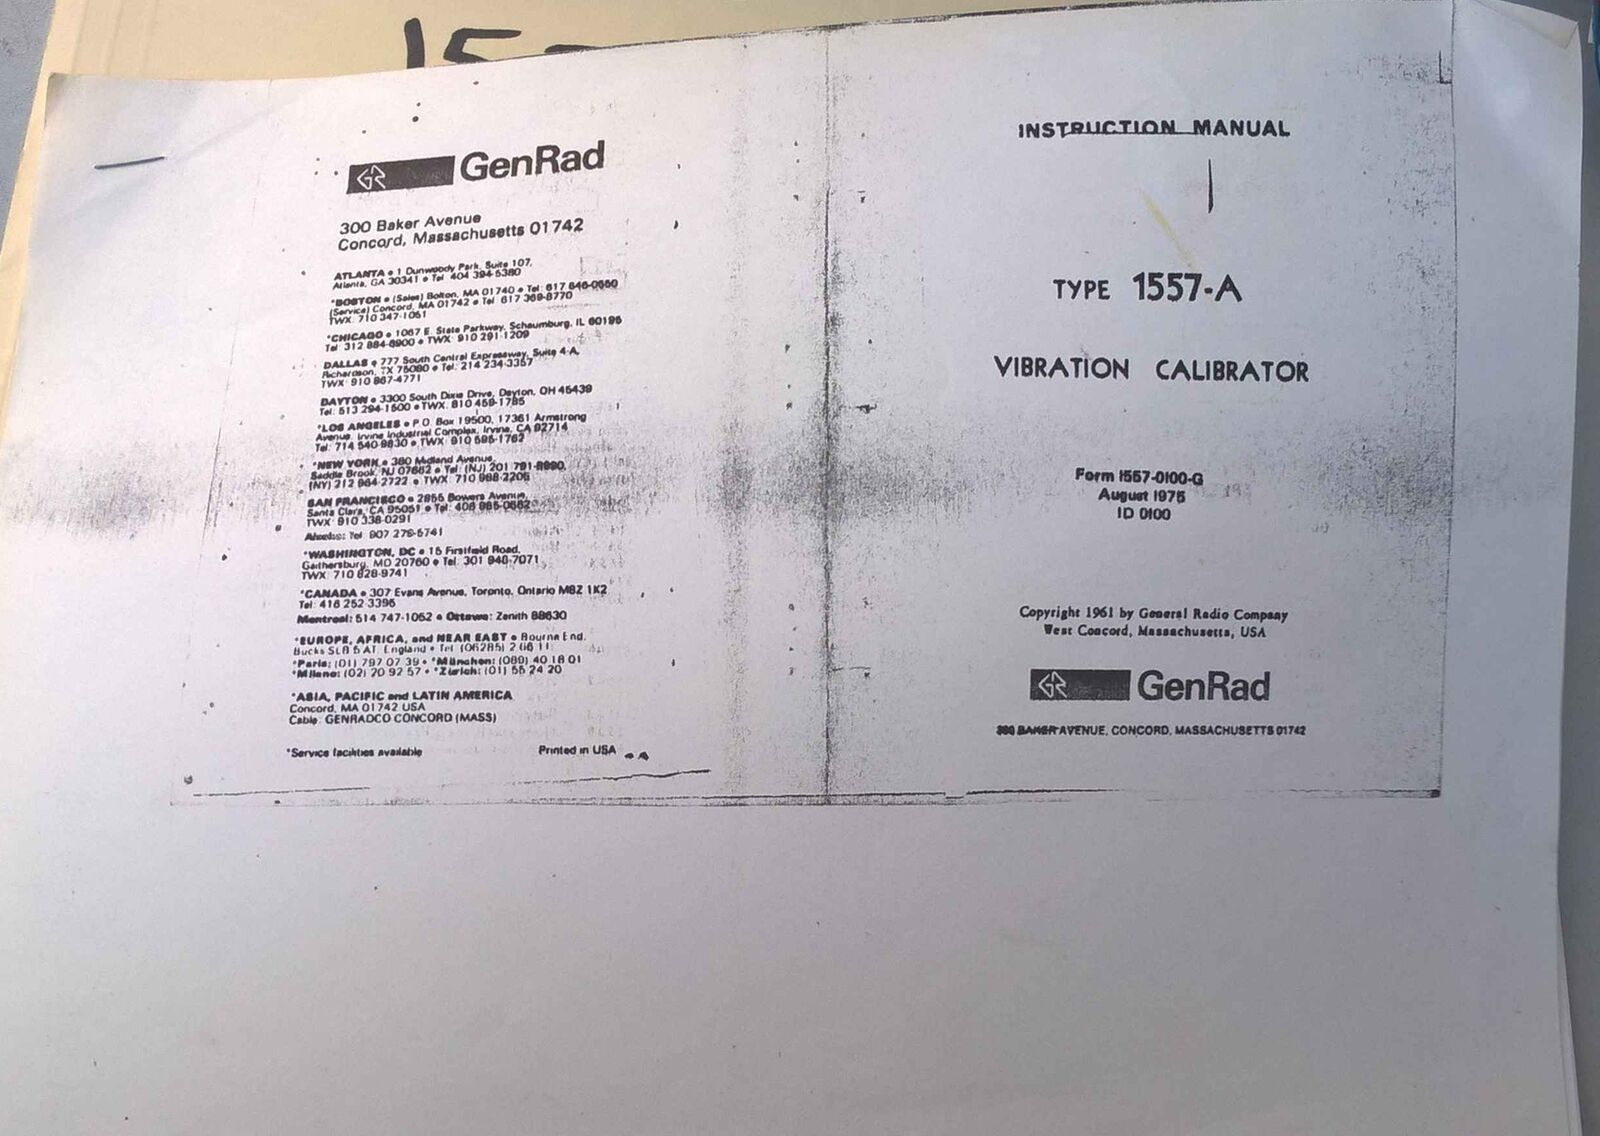 15
GenRad
300 Baker Avenue
Concord, Massachusetts 01742
ATLANTA • 1 Dunwoody Park, Suite 107,
Atlanta, GA 30341 • Tel 404 394-5380
*BOSTON • (Sales) Bolton, MA 01740 • Tel: 617 646-0550
(Service) Concord, MA 01742 • Tel: 617 369-8770
TWX: 710 347-1051
*CHICAGO • 1067 E. State Parkway, Schaumburg, IL 60195
Tel 312 884-6900 • TWX: 910 291-1209
DALLAS • 777 South Central Expressway, Suite 4-A,
Richardson, TX 75080 • Tel: 214 234-3357
TWX: 910 867-4771
DAYTON • 3300 South Dixie Drive, Dayton, OH 45439
Tel: 513 294-1500 • TWX: 810 459-1785
*LOS ANGELES • P.O. Box 19500, 17361 Armstrong
Avenue, Irvine Industrial Complex, Irvine, CA 92714
Tel: 714 540-9830 • TWX: 910 595-1762
*NEW YORK • 380 Midland Avenue,
Saddle Brook, NJ 07662 • Tel: (NJ) 201 791-8990,
(NY) 212 964-2722 • TWX: 710 988-2205
SAN FRANCISCO • 2855 Bowers Avenue,
Santa Clara, CA 95051 • Tel: 408 985-0662
TWX: 910 338-0291
Tel 907 279-5741
*WASHINGTON, DC • 15 Firstfield Road,
Gaithersburg, MD 20760 • Tel: 301 948-7071,
TWX: 710 828-9741
*CANADA • 307 Evans Avenue, Toronto, Ontario M8Z 1K2
Tel: 416 252-3395
Montreal: 514 747-1052 • Ottawa: Zenith 88630
*EUROPE, AFRICA, and NEAR EAST • Bourne End,
Bucks SL8 5AT, England • Tel (06285) 2 66 11
*Paris: (01) 797 07 39 • *München: (089) 40 18 01
*Milano: (02) 20 92 57 • *Zürich: (01) 55 24 20
*ASIA, PACIFIC and LATIN AMERICA
Concord, MA 01742 USA
Cable: GENRADCO CONCORD (MASS)
*Service facilities available Printed in USA
INSTRUCTION MANUAL
TYPE 1557-A
VIBRATION CALIBRATOR
Form 1557-0100-G
August 1975
ID 0100
Copyright 1961 by General Radio Company
West Concord, Massachusetts, USA
GenRad
300 BAKER AVENUE, CONCORD, MASSACHUSETTS 01742